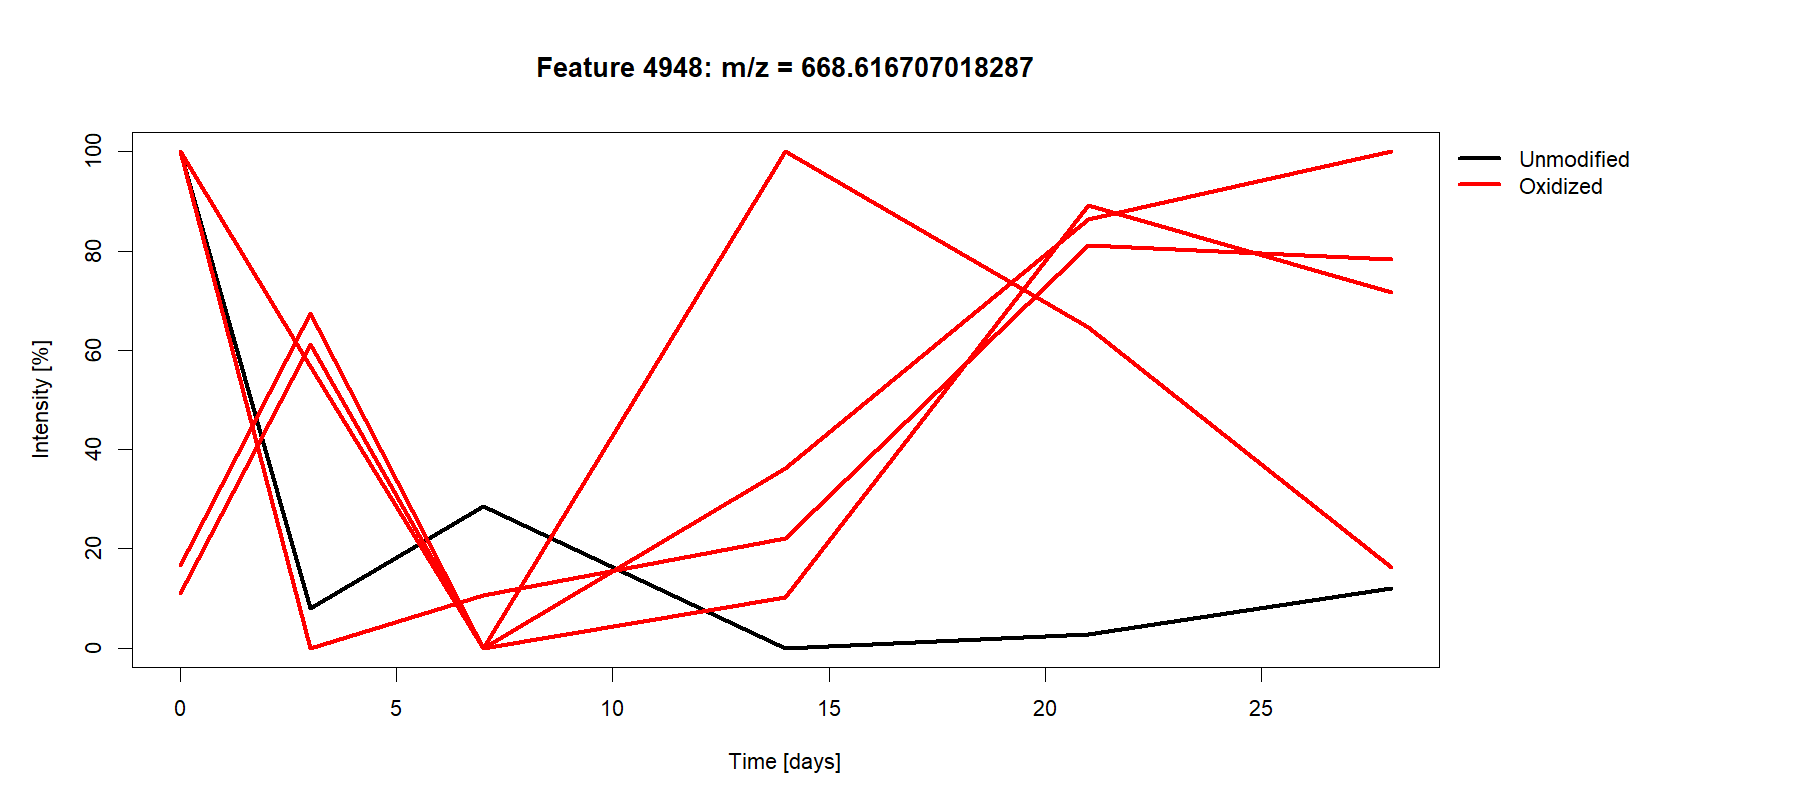 Feature 4948: m/z = 668.616707018287
Unmodified
Oxidized
Intensity [%]
100
80
60
40
20
0
0 5 10 15 20 25
Time [days]